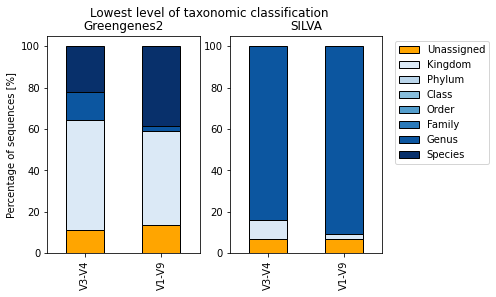 Lowest level of taxonomic classification
Greengenes2
SILVA
Percentage of sequences [%]
100
80
60
40
20
0
V3-V4
V1-V9
100
80
60
40
20
0
V3-V4
V1-V9
Unassigned
Kingdom
Phylum
Class
Order
Family
Genus
Species